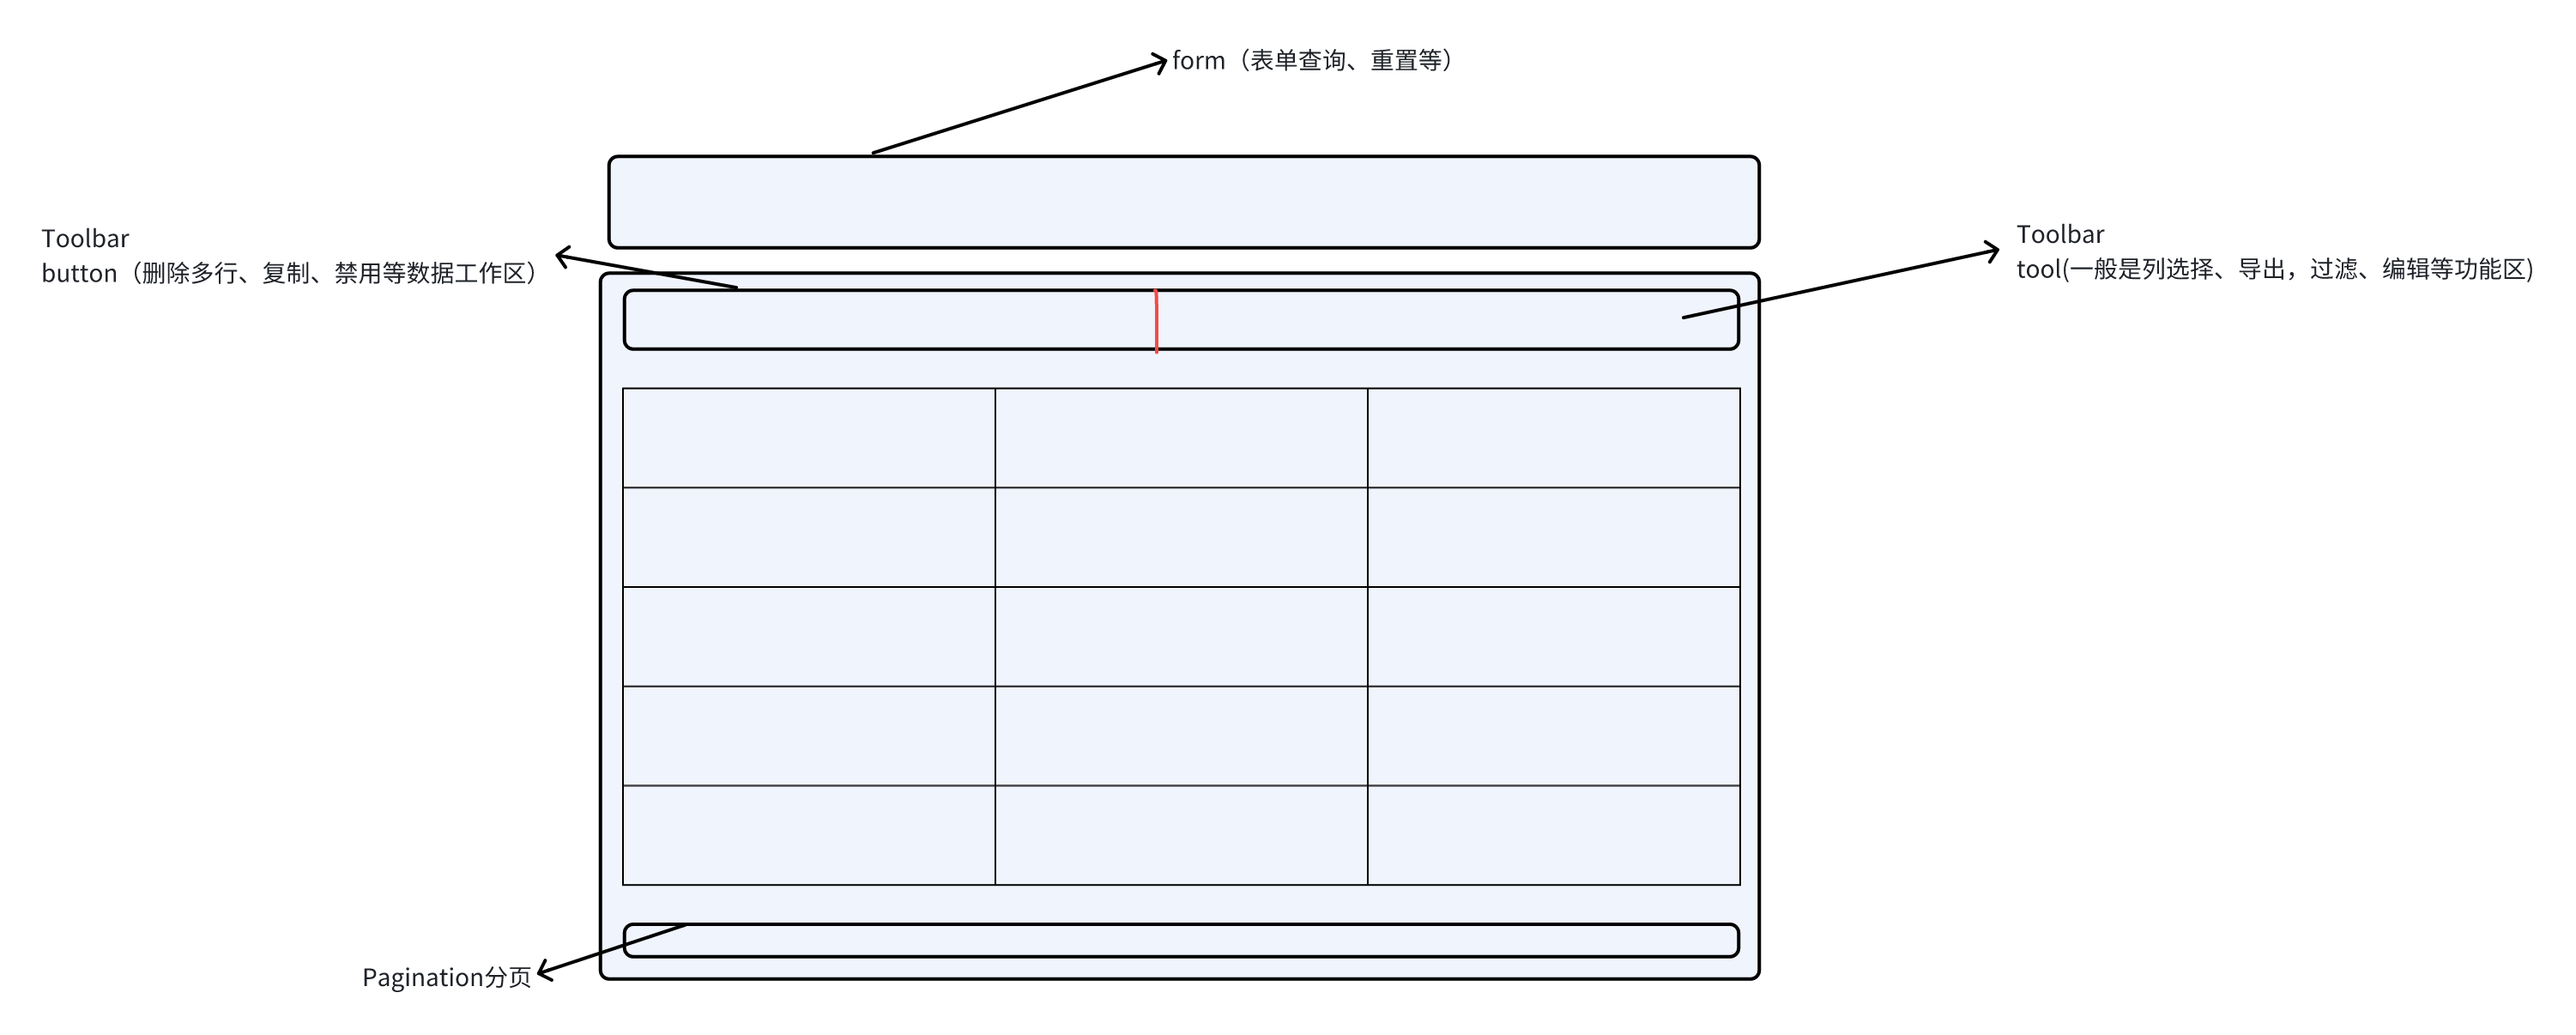 form（表单查询、重置等）
Toolbar
button（删除多行、复制、禁用等数据工作区）
Toolbar
tool(一般是列选择、导出，过滤、编辑等功能区)
Pagination分页